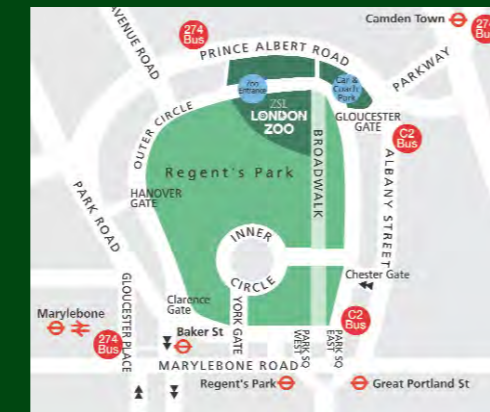 Camden Town
274
Bus
274
Bus
AVENUE ROAD
PRINCE ALBERT ROAD
PARKWAY
Zoo
Entrance
Car &
Coach
Park
ZSL
LONDON
ZOO
GLOUCESTER
GATE
OUTER CIRCLE
C2
Bus
BROADWALK
ALBANY STREET
Regent's Park
HANOVER
GATE
PARK ROAD
INNER
CIRCLE
Chester Gate
GLOUCESTER PLACE
Clarence
Gate
YORK GATE
C2
Bus
Marylebone
274
Bus
Baker St
PARK SQ
WEST
PARK SQ
EAST
MARYLEBONE ROAD
Regent's Park
Great Portland St